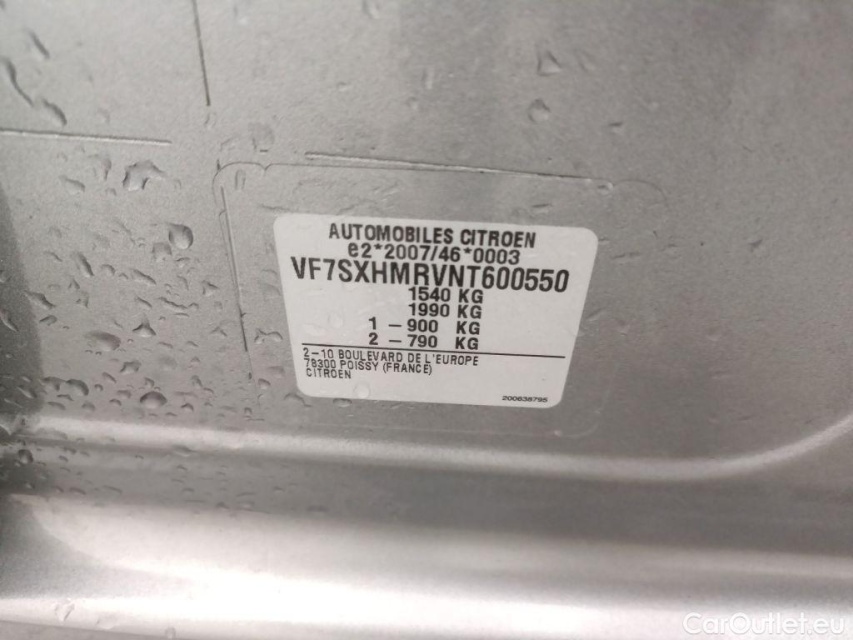 AUTOMOBILES CITROEN
e2*2007/46*0003
VF7SXHMRVNT600550
1540 KG
1990 KG
1 - 900 KG
2 - 790 KG
2-10 BOULEVARD DE L'EUROPE
78300 POISSY (FRANCE)
CITROEN
200638795
CarOutlet.eu